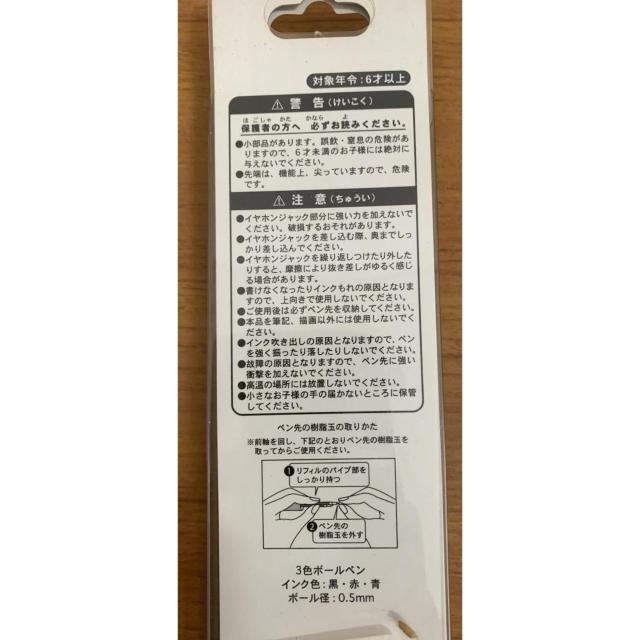 対象年令:6才以上
警告(けいこく)
ほごしゃ かた かなら よ
保護者の方へ 必ずお読みください。
●小部品があります。誤飲・窒息の危険があ
りますので、6才未満のお子様には絶対に
与えないでください。
●先端は、機能上、尖っていますので、危険
です。
注意(ちゅうい)
●イヤホンジャック部分に強い力を加えないで
ください。破損するおそれがあります。
●イヤホンジャックを差し込む際、奥までしっ
かり差し込んでください。
●イヤホンジャックを繰り返しつけたり外した
りすると、摩擦により抜き差しがゆるく感じ
る場合があります。
●書けなくなったりインクもれの原因となりま
すので、上向きで使用しないでください。
●ご使用後は必ずペン先を収納してください。
●本品を筆記、描画以外には使用しないでく
ださい。
●インク吹き出しの原因となりますので、ペン
を強く振ったり落したりしないでください。
●故障の原因となりますので、ペン先に強い
衝撃を加えないでください。
●高温の場所には放置しないでください。
●小さなお子様の手の届かないところに保管
してください。
ペン先の樹脂玉の取りかた
※前軸を回し、下記のとおりペン先の樹脂玉を
取ってからご使用ください。
1 リフィルのパイプ部を
しっかり持つ
2 ペン先の
樹脂玉を外す
3色ボールペン
インク色:黒・赤・青
ボール径:0.5mm